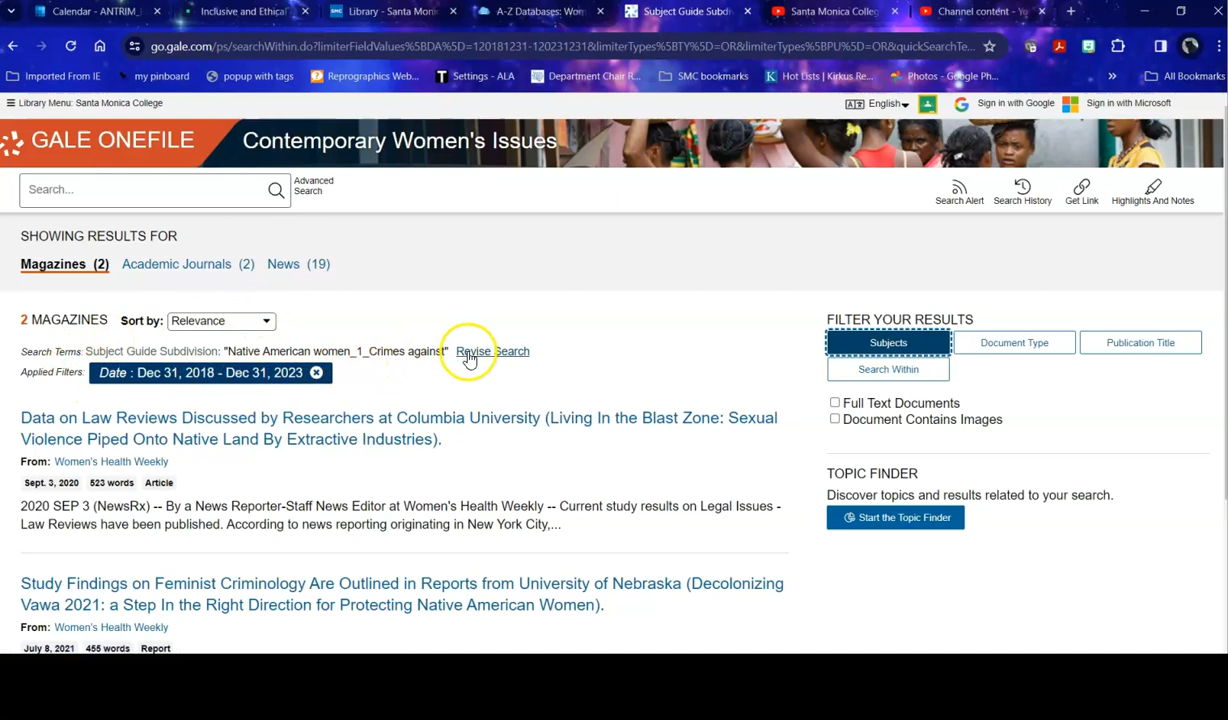 Calendar - ANTRIM_
Inclusive and Ethical
SMC Library - Santa Moni
A-Z Databases: Wom
Subject Guide Subdi
Santa Monica Colleg
Channel content - Yo
go.gale.com/ps/searchWithin.do?limiterFieldValues%5BDA%5D=120181231-120231231&limiterTypes%5BTY%5D=OR&limiterTypes%5BPU%5D=OR&quickSearchTe...
Imported From IE
my pinboard
popup with tags
Reprographics Web...
Settings - ALA
Department Chair R...
SMC bookmarks
Hot Lists | Kirkus Re...
Photos - Google Ph...
All Bookmarks
Library Menu: Santa Monica College
English
Sign in with Google
Sign in with Microsoft
GALE ONEFILE
Contemporary Women's Issues
Search...
Advanced
Search
Search Alert
Search History
Get Link
Highlights And Notes
SHOWING RESULTS FOR
Magazines (2) Academic Journals (2) News (19)
2 MAGAZINES Sort by: Relevance
Search Terms: Subject Guide Subdivision: "Native American women_1_Crimes against" Revise Search
Applied Filters: Date : Dec 31, 2018 - Dec 31, 2023
Data on Law Reviews Discussed by Researchers at Columbia University (Living In the Blast Zone: Sexual
Violence Piped Onto Native Land By Extractive Industries).
From: Women's Health Weekly
Sept. 3, 2020 523 words Article
2020 SEP 3 (NewsRx) -- By a News Reporter-Staff News Editor at Women's Health Weekly -- Current study results on Legal Issues -
Law Reviews have been published. According to news reporting originating in New York City,...
Study Findings on Feminist Criminology Are Outlined in Reports from University of Nebraska (Decolonizing
Vawa 2021: a Step In the Right Direction for Protecting Native American Women).
From: Women's Health Weekly
July 8, 2021 455 words Report
FILTER YOUR RESULTS
Subjects
Document Type
Publication Title
Search Within
Full Text Documents
Document Contains Images
TOPIC FINDER
Discover topics and results related to your search.
Start the Topic Finder